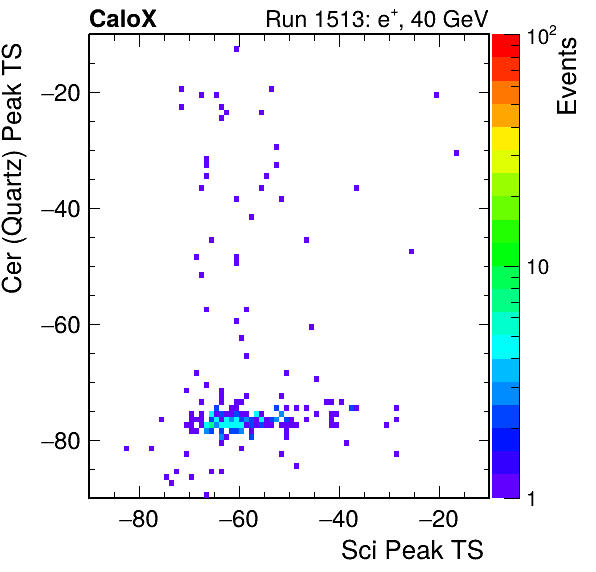 CaloX
Run 1513: e+, 40 GeV
Cer (Quartz) Peak TS
−20
−40
−60
−80
−80
−60
−40
−20
Sci Peak TS
10²
10
1
Events